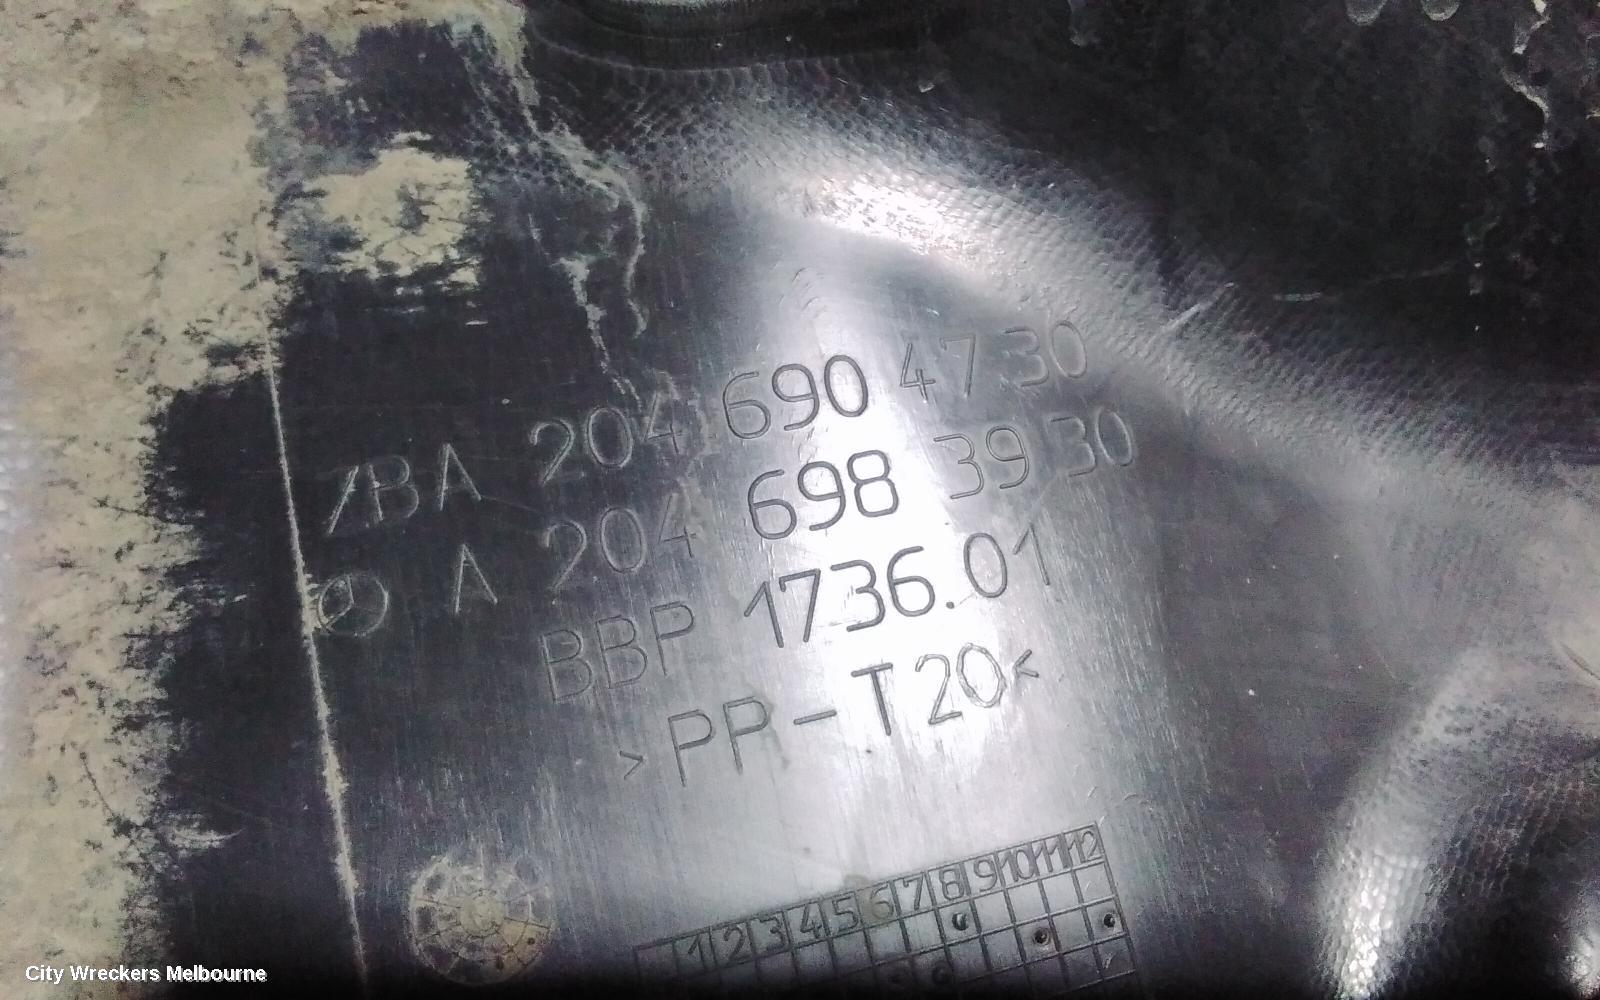 ZBA 204 690 47 30
A 204 698 39 30
BBP 1736.01
>PP-T20<
1 2 3 4 5 6 7 8 9 10 11 12
City Wreckers Melbourne